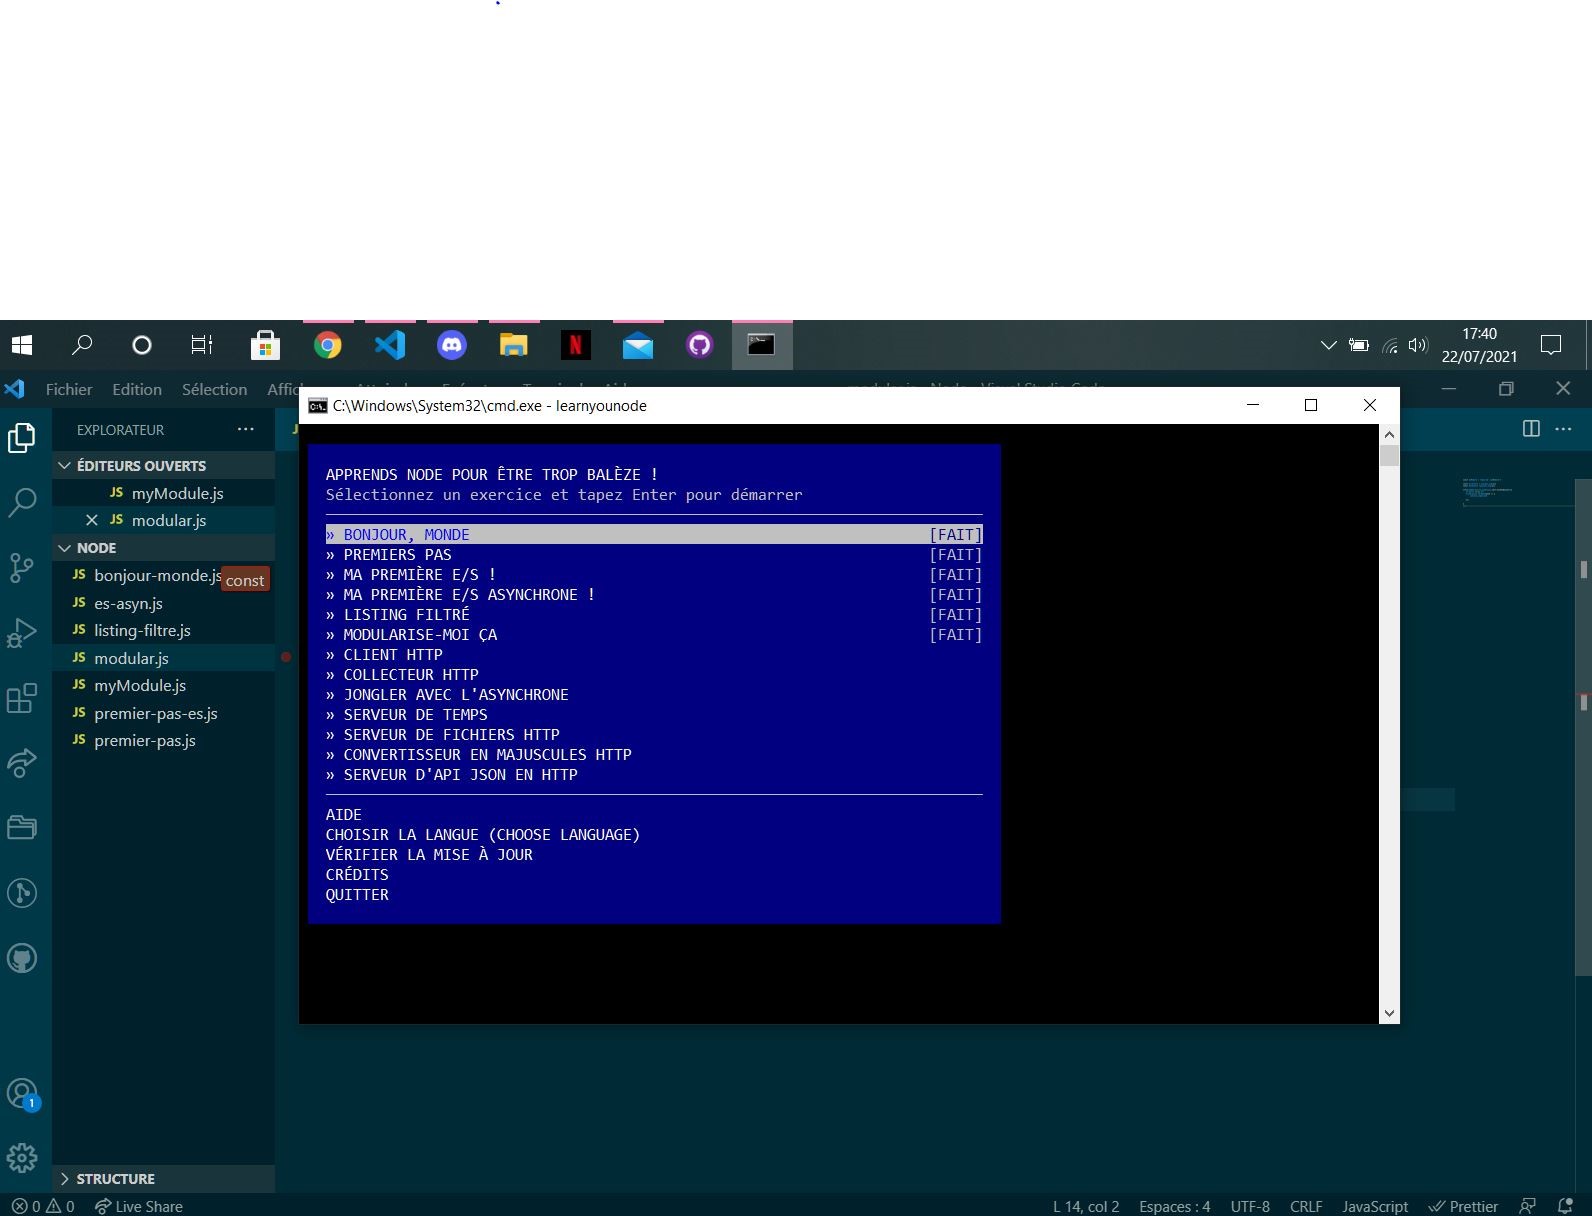 17:40
22/07/2021
Fichier Edition Sélection
C:\Windows\System32\cmd.exe - learnyounode
EXPLORATEUR
ÉDITEURS OUVERTS
JS myModule.js
JS modular.js
NODE
JS bonjour-monde.js
const
JS es-asyn.js
JS listing-filtre.js
JS modular.js
JS myModule.js
JS premier-pas-es.js
JS premier-pas.js
STRUCTURE
APPRENDS NODE POUR ÊTRE TROP BALÈZE !
Sélectionnez un exercice et tapez Enter pour démarrer
» BONJOUR, MONDE [FAIT]
» PREMIERS PAS [FAIT]
» MA PREMIÈRE E/S ! [FAIT]
» MA PREMIÈRE E/S ASYNCHRONE ! [FAIT]
» LISTING FILTRÉ [FAIT]
» MODULARISE-MOI ÇA [FAIT]
» CLIENT HTTP
» COLLECTEUR HTTP
» JONGLER AVEC L'ASYNCHRONE
» SERVEUR DE TEMPS
» SERVEUR DE FICHIERS HTTP
» CONVERTISSEUR EN MAJUSCULES HTTP
» SERVEUR D'API JSON EN HTTP
AIDE
CHOISIR LA LANGUE (CHOOSE LANGUAGE)
VÉRIFIER LA MISE À JOUR
CRÉDITS
QUITTER
1
0 0 Live Share L 14, col 2 Espaces : 4 UTF-8 CRLF JavaScript Prettier